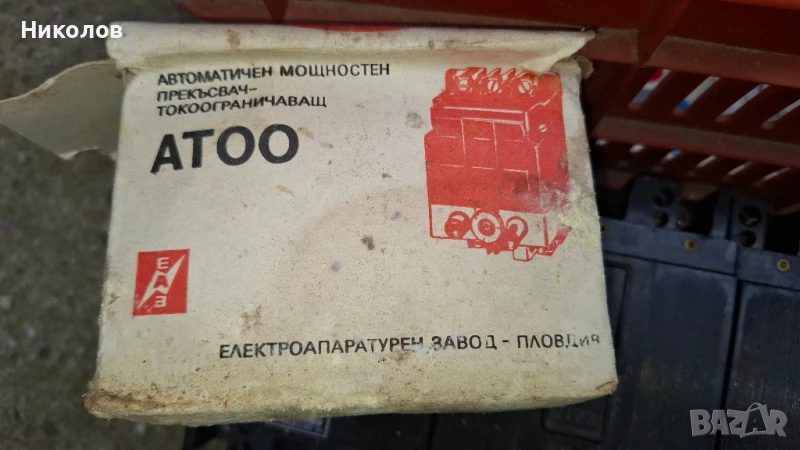 Николов
АВТОМАТИЧЕН МОЩНОСТЕН
ПРЕКЪСВАЧ-
ТОКООГРАНИЧАВАЩ
АТОО
ЕЛЕКТРОАПАРАТУРЕН ЗАВОД - ПЛОВДИВ
BAZAR